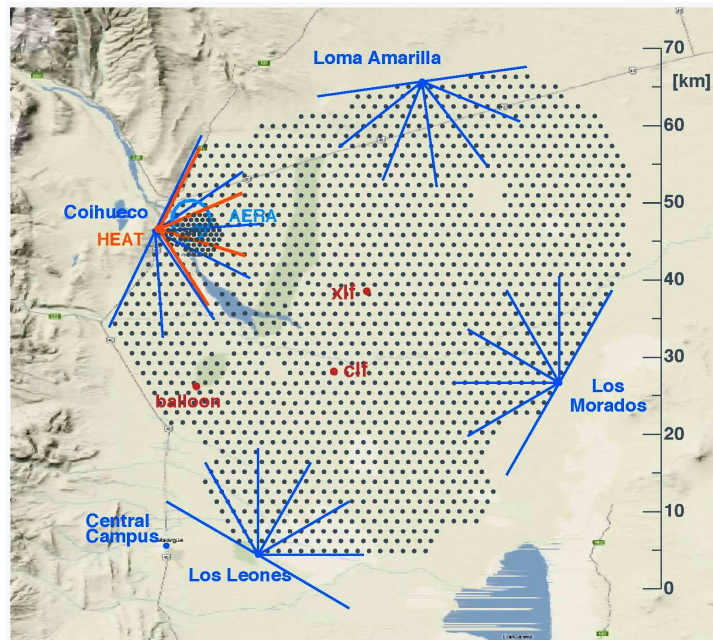 70
Loma Amarilla
[km]
60
50
Coihueco
AERA
HEAT
40
xlf
30
clf
Los
Morados
balloon
20
10
Central
Campus
Los Leones
0